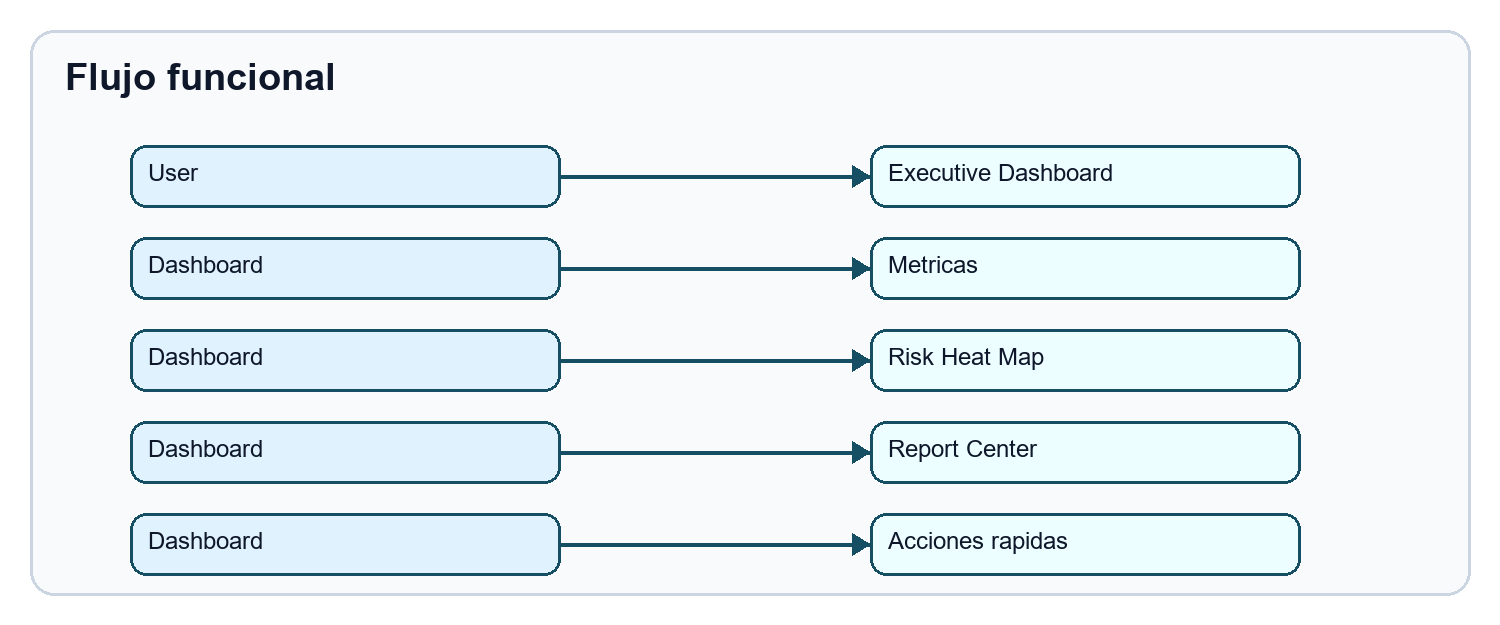 Flujo funcional
User
Executive Dashboard
Dashboard
Metricas
Dashboard
Risk Heat Map
Dashboard
Report Center
Dashboard
Acciones rapidas